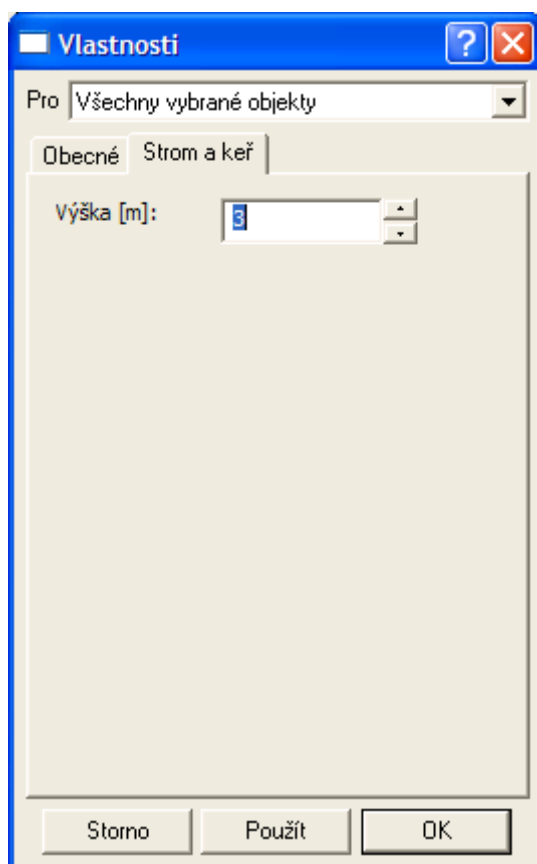 Vlastnosti
Pro Všechny vybrané objekty
Obecné Strom a keř
Výška [m]: 3
Storno Použít OK